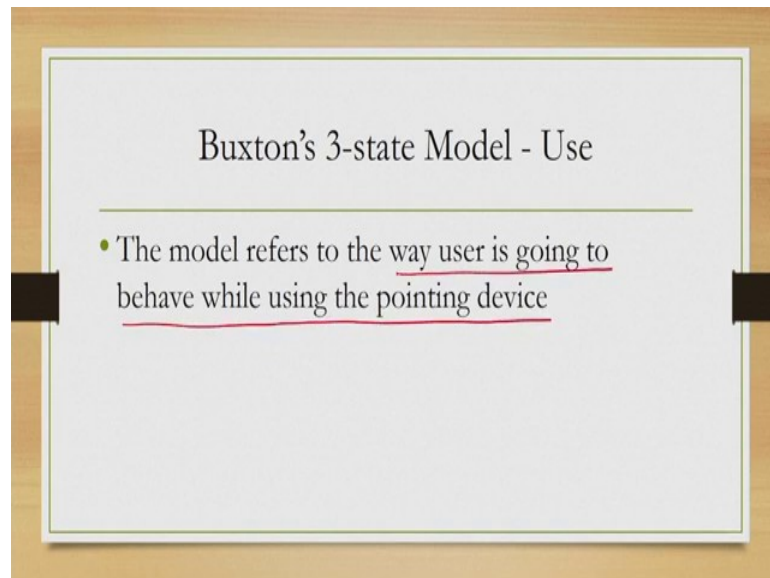 Buxton's 3-state Model - Use
• The model refers to the way user is going to
behave while using the pointing device